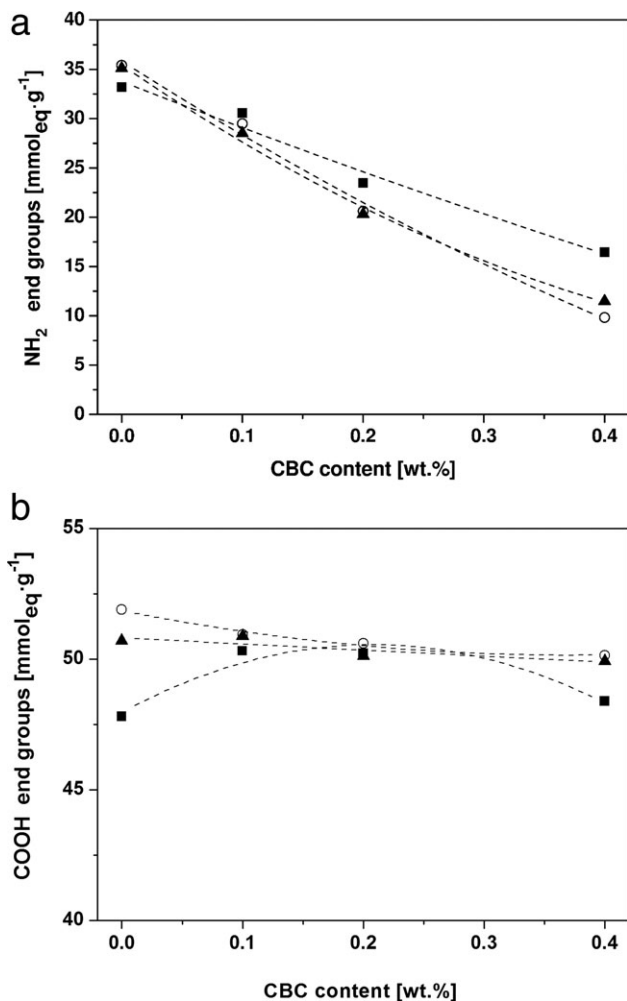 a
40
35
30
25
20
15
10
5
0
NH2 end groups [mmoleq·g-1]
0.0 0.1 0.2 0.3 0.4
CBC content [wt.%]
b
55
50
45
40
COOH end groups [mmoleq·g-1]
0.0 0.1 0.2 0.3 0.4
CBC content [wt.%]